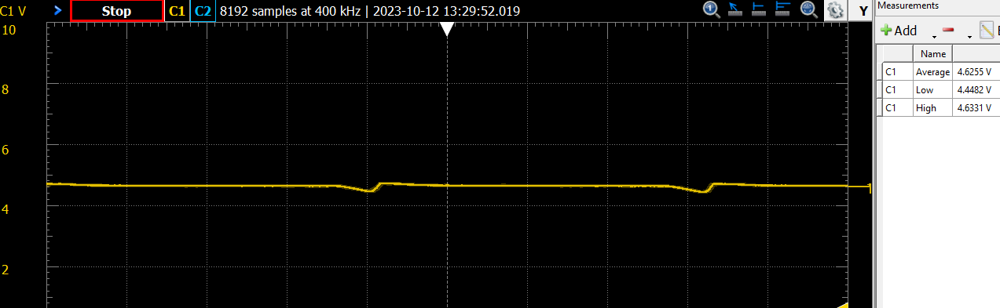 C1 V
Stop
C1 C2 8192 samples at 400 kHz | 2023-10-12 13:29:52.019
Y
10
8
6
4
2
Measurements
Add
Name
C1 Average 4.6255 V
C1 Low 4.4482 V
C1 High 4.6331 V